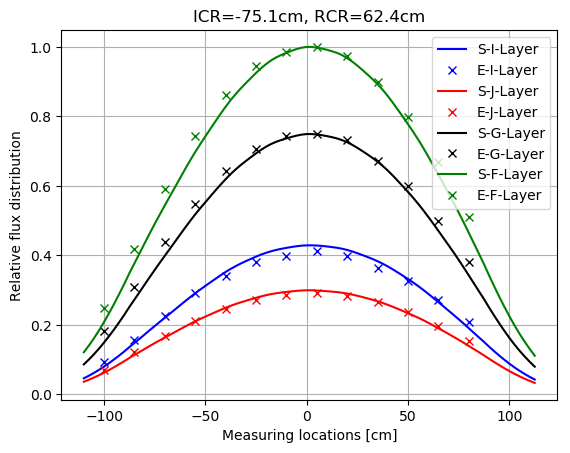 ICR=-75.1cm, RCR=62.4cm
1.0
0.8
0.6
0.4
0.2
0.0
Relative flux distribution
S-I-Layer
E-I-Layer
S-J-Layer
E-J-Layer
S-G-Layer
E-G-Layer
S-F-Layer
E-F-Layer
−100
−50
0
50
100
Measuring locations [cm]